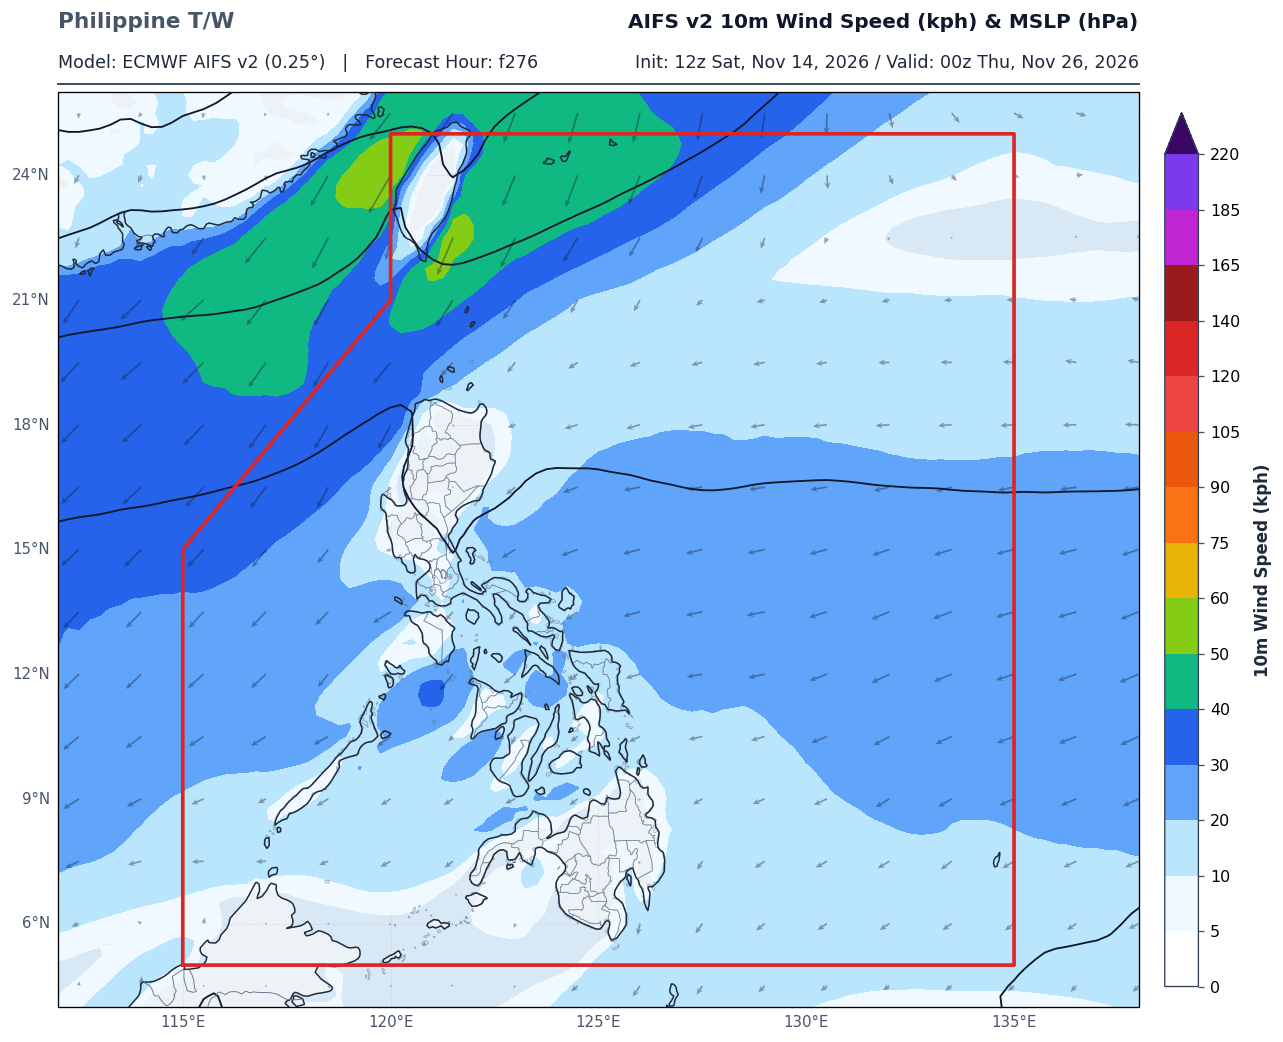 Philippine T/W
AIFS v2 10m Wind Speed (kph) & MSLP (hPa)
Model: ECMWF AIFS v2 (0.25°) | Forecast Hour: f276
Init: 12z Sat, Nov 14, 2026 / Valid: 00z Thu, Nov 26, 2026
24°N
21°N
18°N
15°N
12°N
9°N
6°N
115°E
120°E
125°E
130°E
135°E
220
185
165
140
120
105
90
75
60
50
40
30
20
10
5
0
10m Wind Speed (kph)